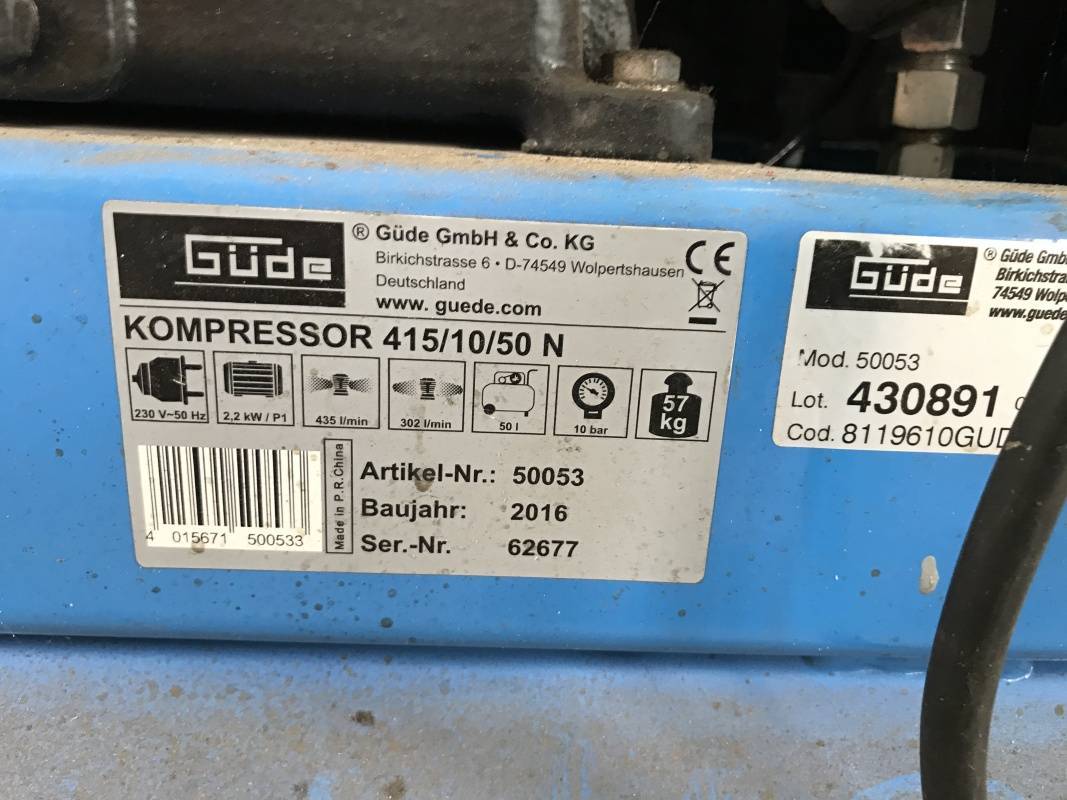 Güde
® Güde GmbH & Co. KG
Birkichstrasse 6 • D-74549 Wolpertshausen
Deutschland
www. guede.com
CE
KOMPRESSOR 415/10/50 N
230 V~50 Hz
2,2 kW / P1
435 l/min
302 l/min
50 l
10 bar
57 kg
Made in P.R.China
Artikel-Nr.: 50053
Baujahr: 2016
Ser.-Nr. 62677
4 015671 500533
Güde
® Güde
Birkichstra
74549
www.guede
Mod. 50053
Lot. 430891
Cod. 8119610GUD